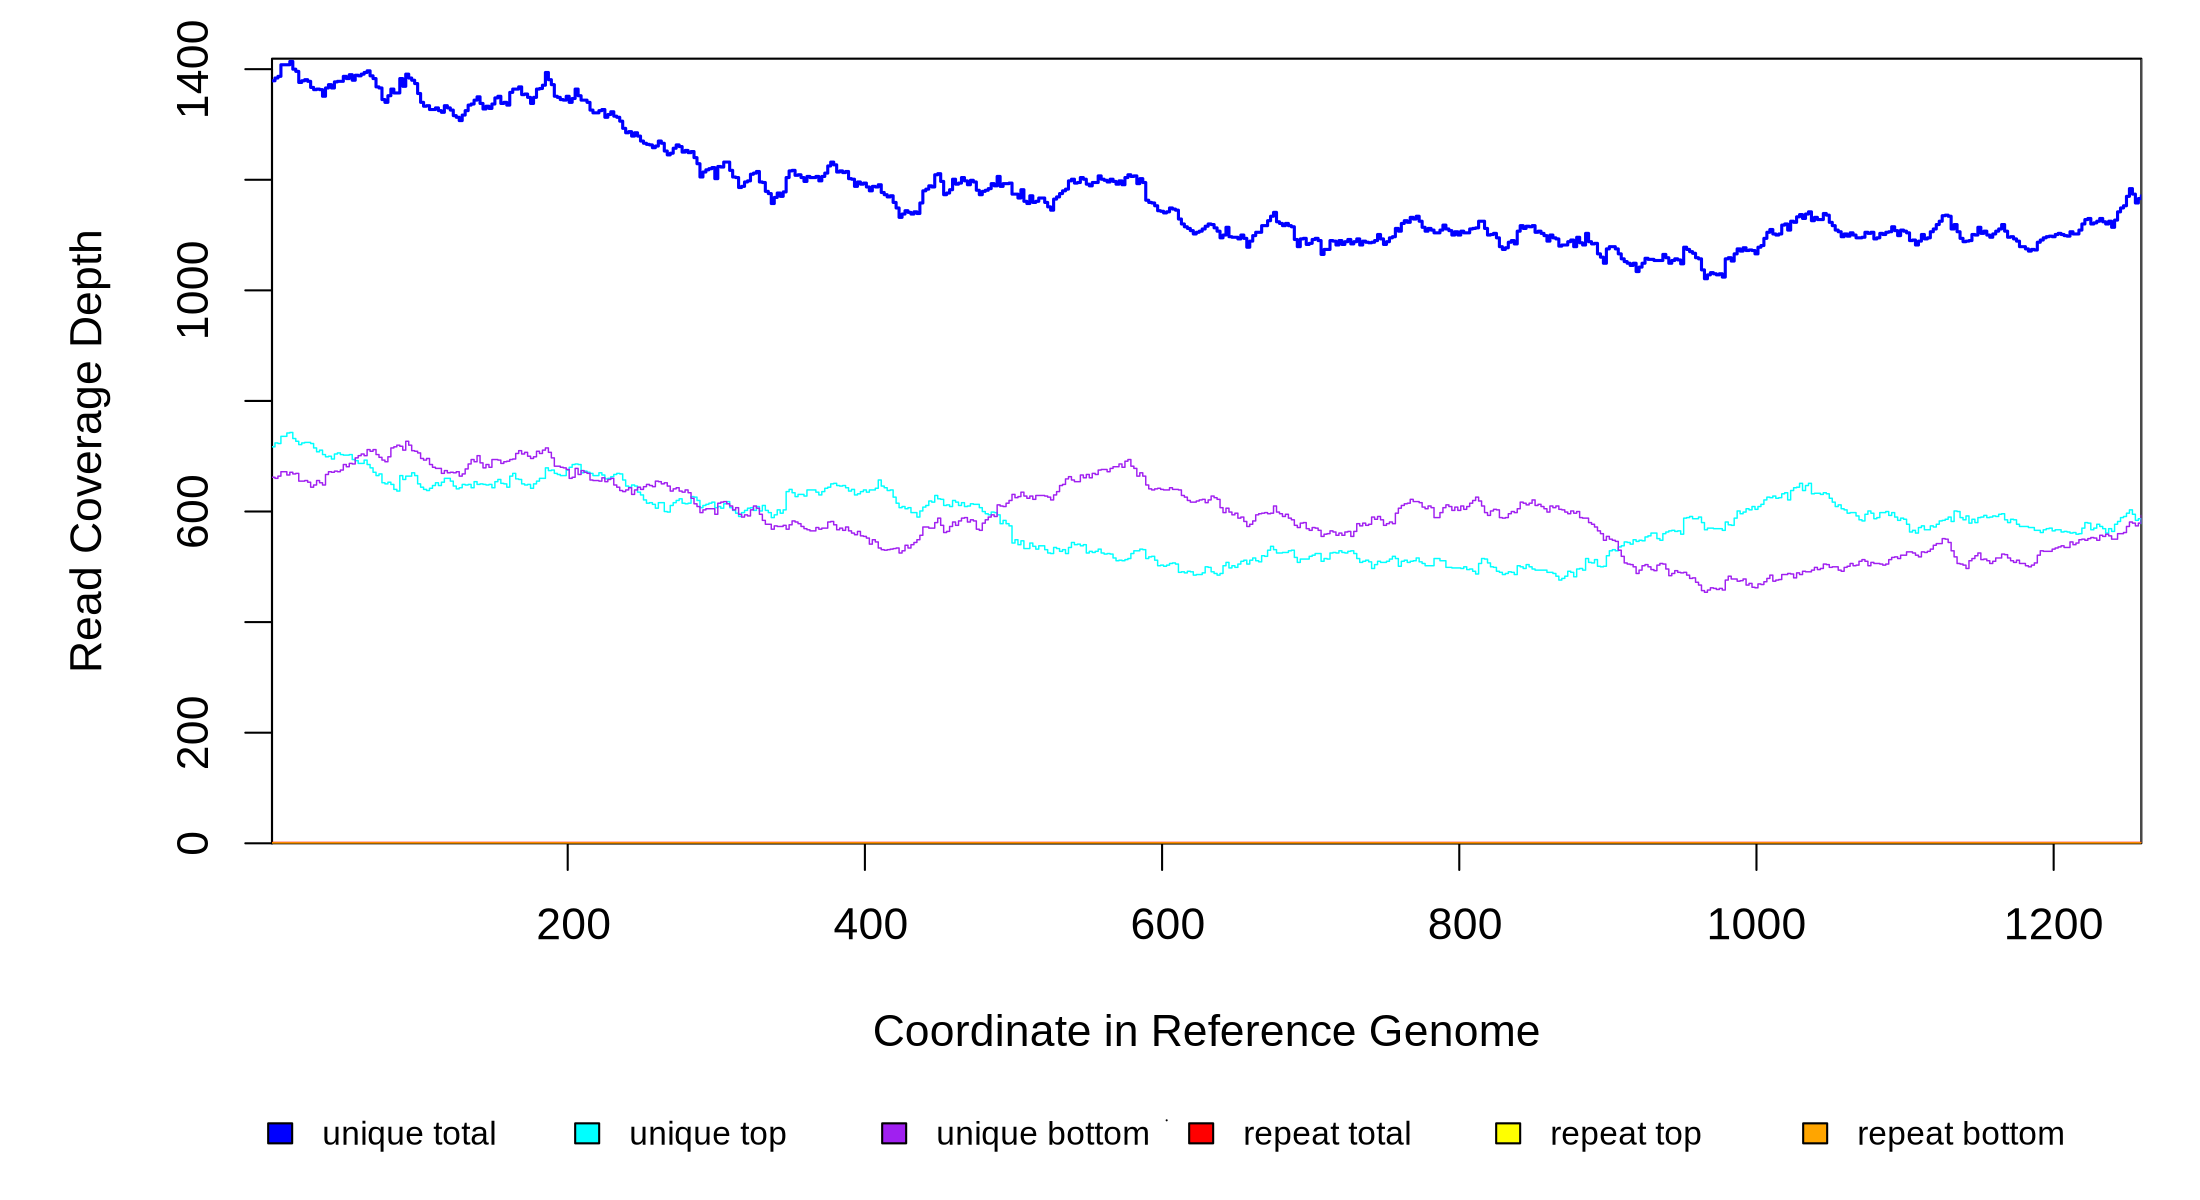 Read Coverage Depth
1400
1000
600
200
0
200 400 600 800 1000 1200
Coordinate in Reference Genome
unique total unique top unique bottom repeat total repeat top repeat bottom